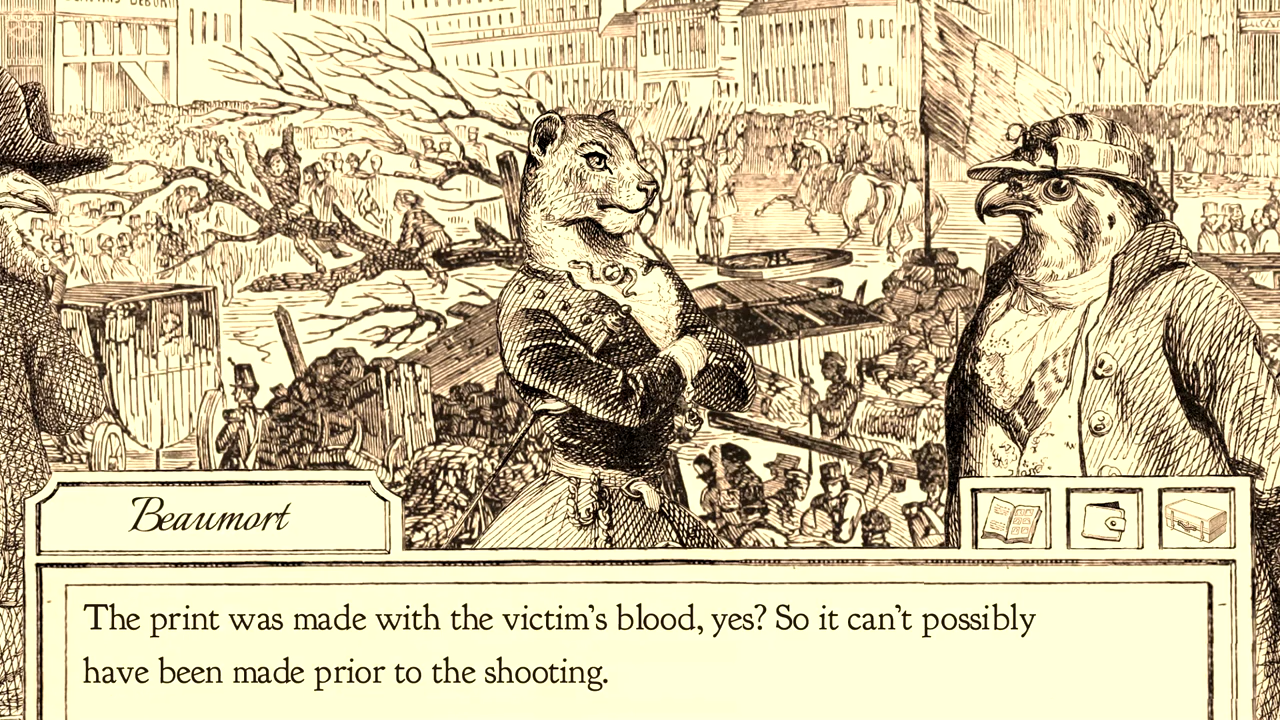 Beaumort
The print was made with the victim's blood, yes? So it can't possibly
have been made prior to the shooting.